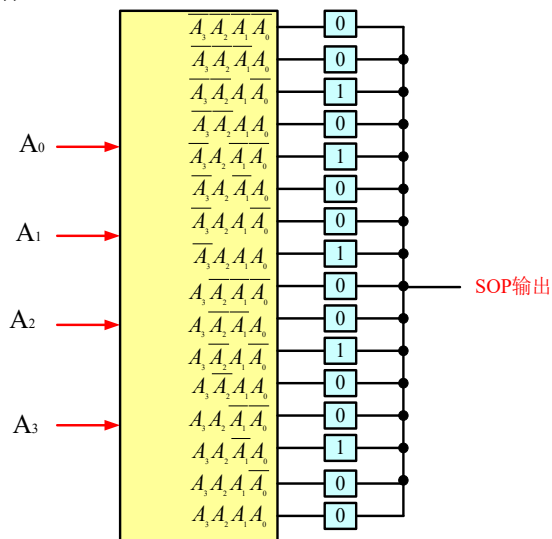 A̅₃A̅₂A̅₁A̅₀ 0
A̅₃A̅₂A̅₁A₀ 0
A̅₃A̅₂A₁A̅₀ 1
A̅₃A̅₂A₁A₀ 0
A₀
A̅₃A₂A̅₁A̅₀ 1
A̅₃A₂A̅₁A₀ 0
A̅₃A₂A₁A̅₀ 0
A₁
A̅₃A₂A₁A₀ 1
A₃A̅₂A̅₁A̅₀ 0
SOP输出
A₃A̅₂A̅₁A₀ 0
A₂
A₃A̅₂A₁A̅₀ 1
A₃A̅₂A₁A₀ 0
A₃A₂A̅₁A̅₀ 0
A₃
A₃A₂A̅₁A₀ 1
A₃A₂A₁A̅₀ 0
A₃A₂A₁A₀ 0